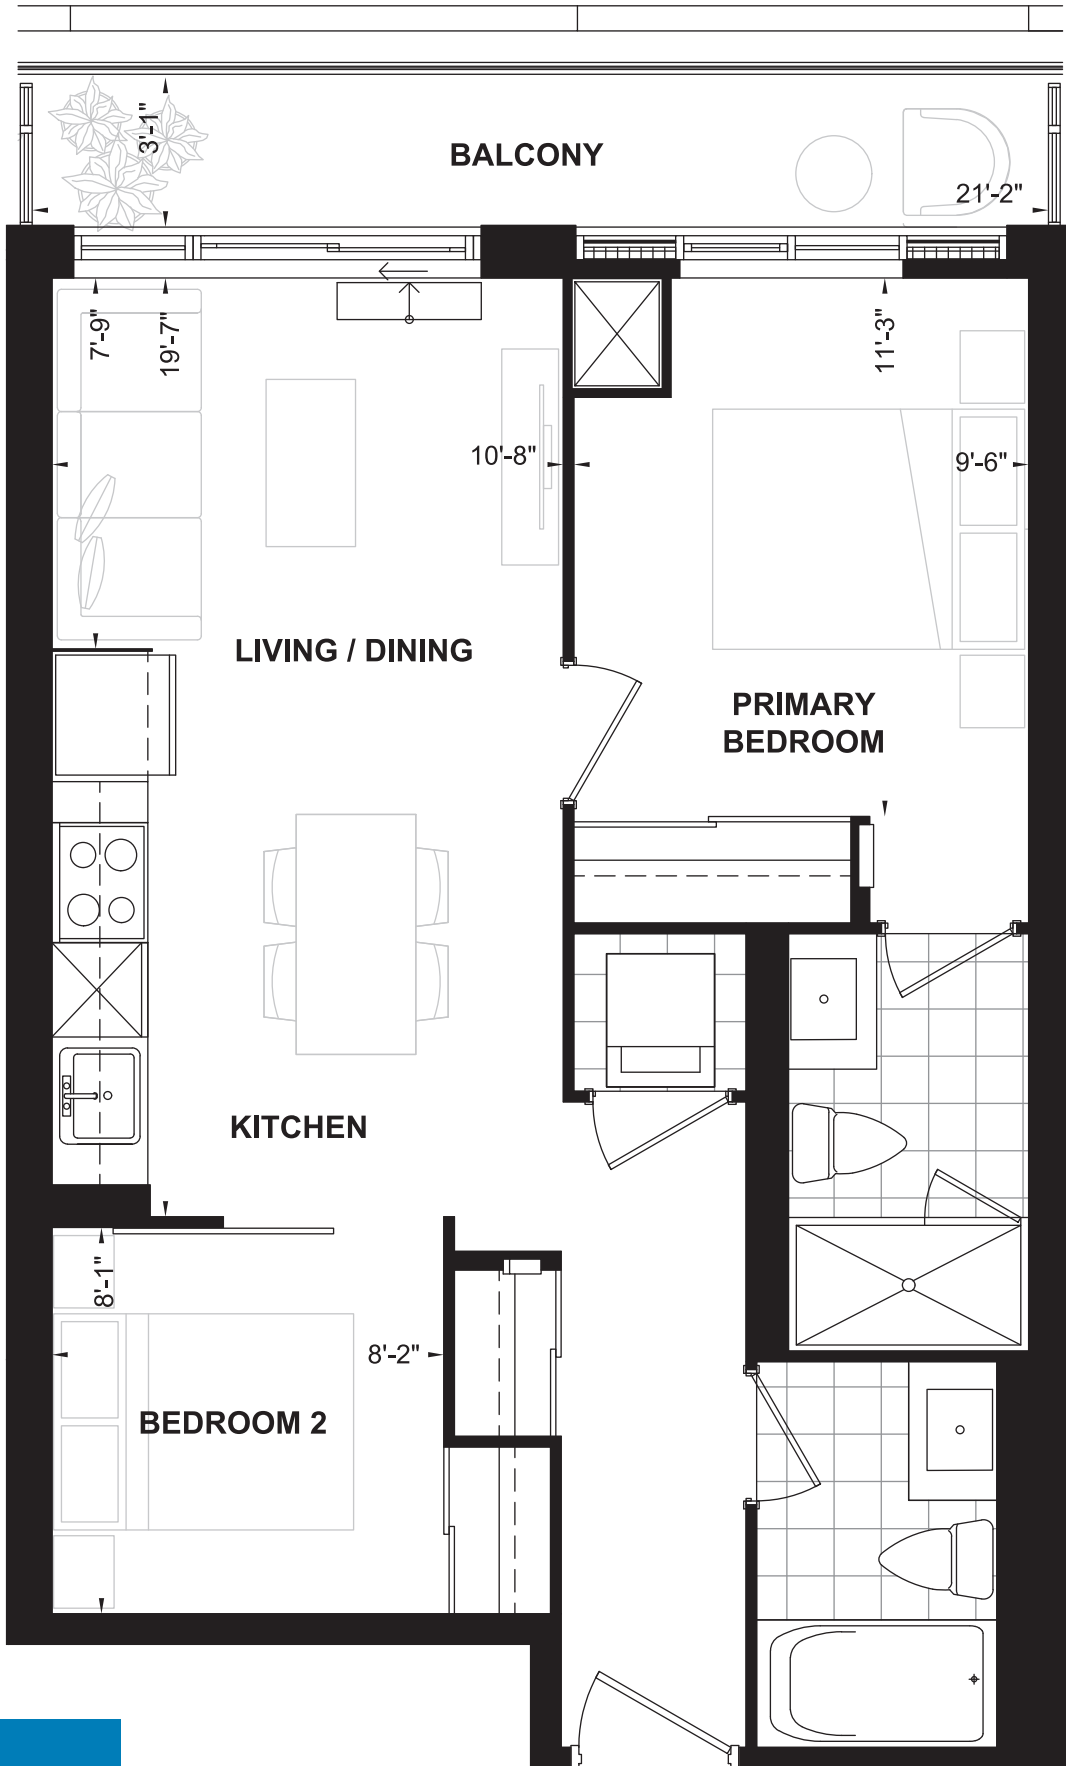 3'-1"
BALCONY
21'-2"
7'-9"
19'-7"
11'-3"
10'-8"
9'-6"
LIVING / DINING
PRIMARY
BEDROOM
KITCHEN
8'-1"
8'-2"
BEDROOM 2